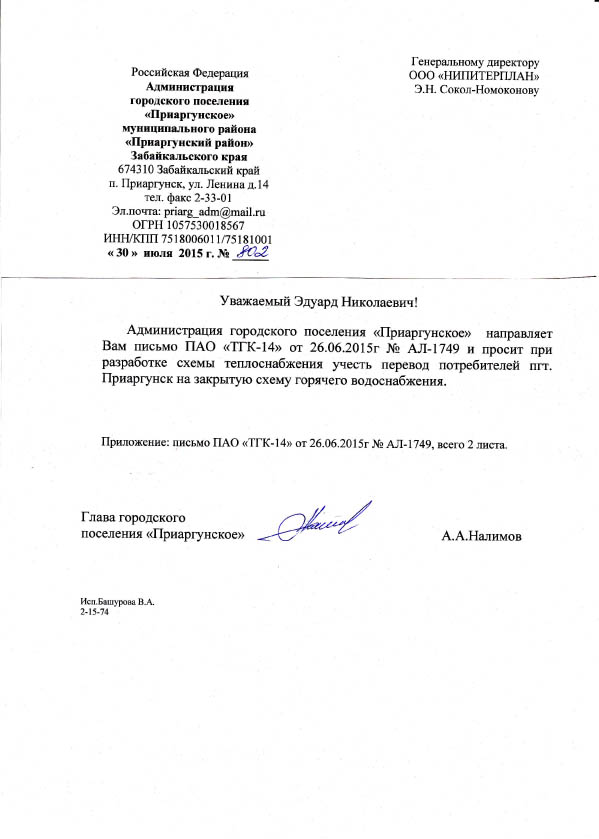 Генеральному директору
ООО «НИПИТЕРПЛАН»
Э.Н. Сокол-Номоконову
Российская Федерация
Администрация
городского поселения
«Приаргунское»
муниципального района
«Приаргунский район»
Забайкальского края
674310 Забайкальский край
п. Приаргунск, ул. Ленина д.14
тел. факс 2-33-01
Эл.почта: priarg_adm@mail.ru
ОГРН 1057530018567
ИНН/КПП 7518006011/75181001
« 30 » июля 2015 г. № 802
Уважаемый Эдуард Николаевич!
Администрация городского поселения «Приаргунское» направляет
Вам письмо ПАО «ТГК-14» от 26.06.2015г № АЛ-1749 и просит при
разработке схемы теплоснабжения учесть перевод потребителей пгт.
Приаргунск на закрытую схему горячего водоснабжения.
Приложение: письмо ПАО «ТГК-14» от 26.06.2015г № АЛ-1749, всего 2 листа.
Глава городского
поселения «Приаргунское» А.А.Налимов
Исп.Башурова В.А.
2-15-74